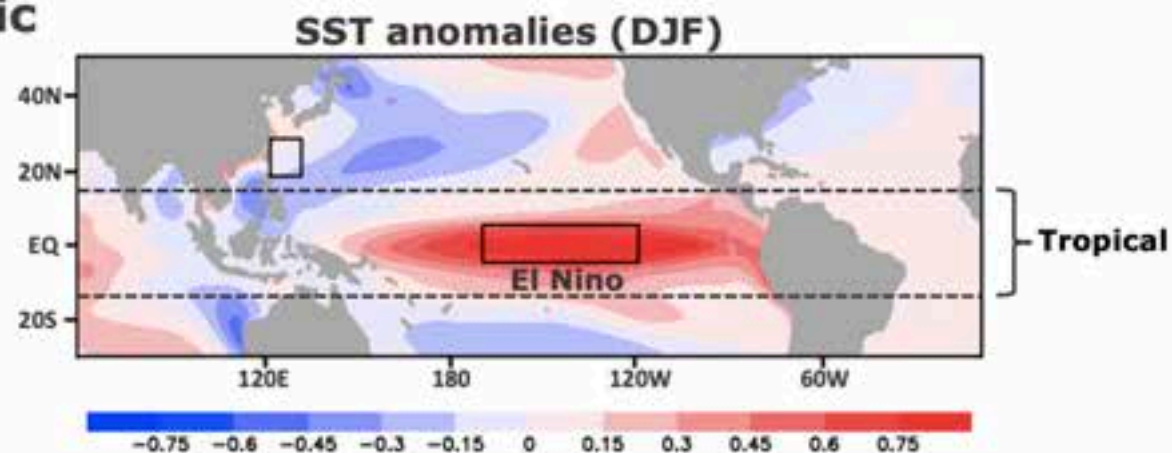 ic
SST anomalies (DJF)
40N
20N
EQ
20S
El Nino
Tropical
120E 180 120W 60W
−0.75 −0.6 −0.45 −0.3 −0.15 0 0.15 0.3 0.45 0.6 0.75